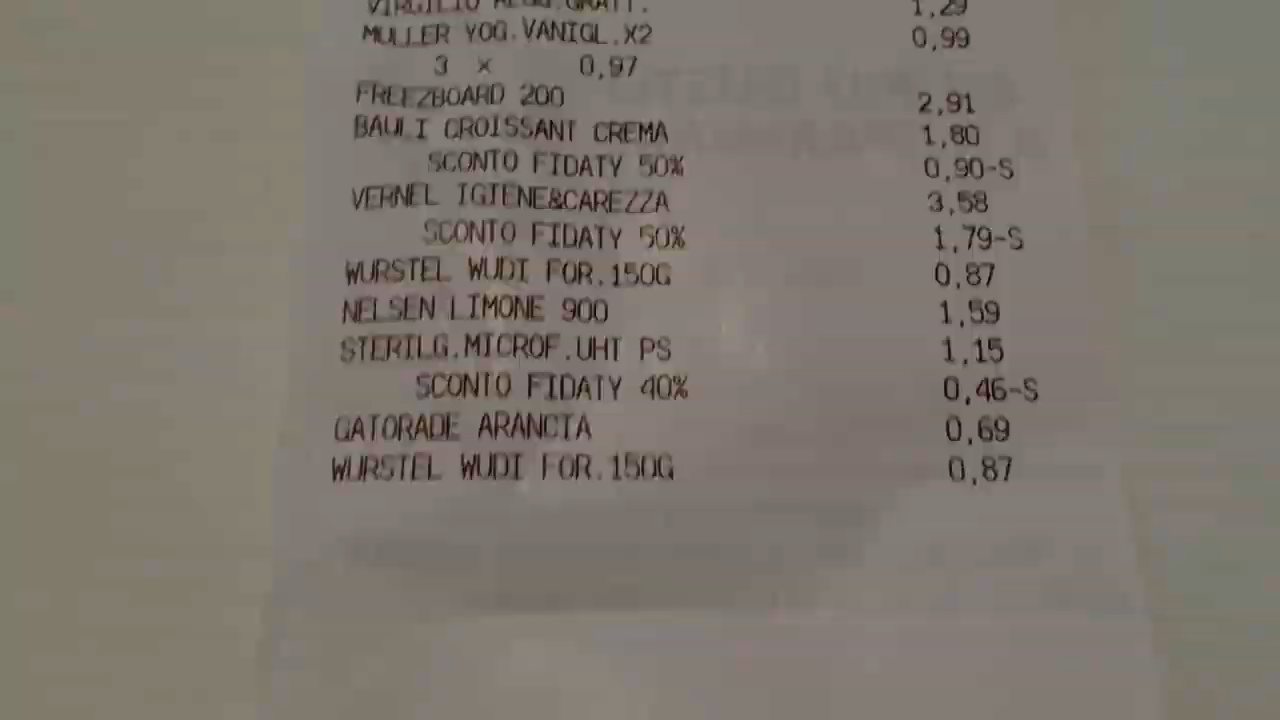 1,29
MULLER YOG.VANIGL.X2 0,99
3 x 0,97
FREEZBOARD 200 2,91
BAULI CROISSANT CREMA 1,80
SCONTO FIDATY 50% 0,90-S
VERNEL IGIENE&CAREZZA 3,58
SCONTO FIDATY 50% 1,79-S
WURSTEL WUDI FOR.150G 0,87
NELSEN LIMONE 900 1,59
STERILG.MICROF.UHT PS 1,15
SCONTO FIDATY 40% 0,46-S
GATORADE ARANCIA 0,69
WURSTEL WUDI FOR.150G 0,87